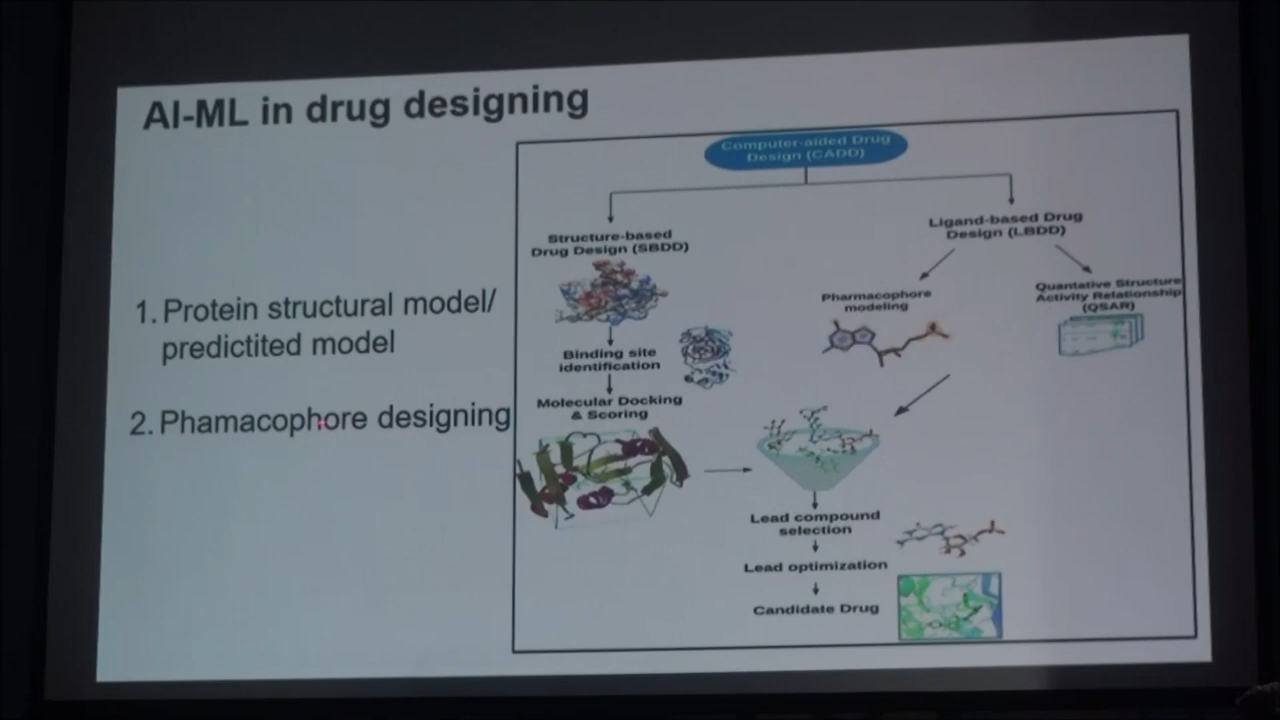 AI-ML in drug designing
1. Protein structural model/
predictited model
2. Phamacophore designing
Computer-aided Drug
Design (CADD)
Structure-based
Drug Design (SBDD)
Binding site
identification
Molecular Docking
& Scoring
Ligand-based Drug
Design (LBDD)
Pharmacophore
modeling
Quantative Structure
Activity Relationship
(QSAR)
Lead compound
selection
Lead optimization
Candidate Drug